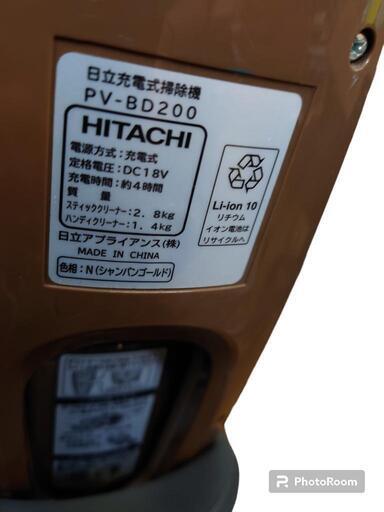 日立充電式掃除機
PV-BD200
HITACHI
電源方式:充電式
定格電圧:DC18V
充電時間:約4時間
質 量
スティッククリーナー:2.8kg
ハンディクリーナー:1.4kg
日立アプライアンス(株)
MADE IN CHINA
色相:N(シャンパンゴールド)
Li-ion 10
リチウム
イオン電池は
リサイクルへ
PhotoRoom